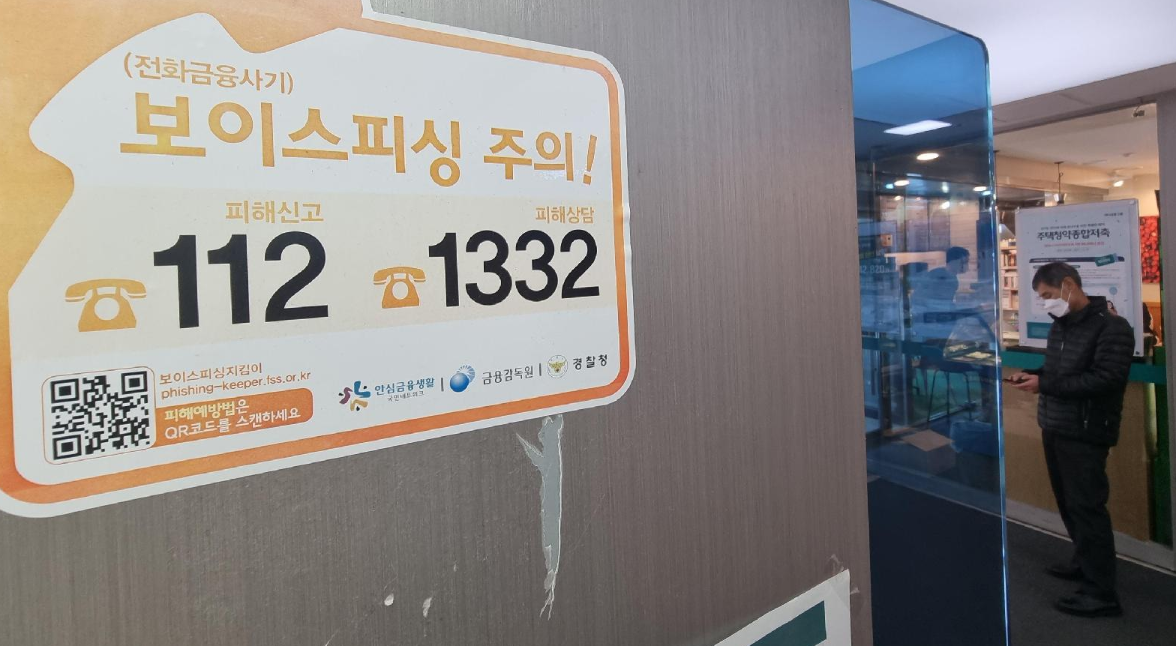 (전화금융사기)
보이스피싱 주의!
피해신고
112
피해상담
1332
보이스피싱지킴이
phishing-keeper.fss.or.kr
피해예방법은
QR코드를 스캔하세요
안심금융생활
금융감독원
경찰청
주택청약종합저축